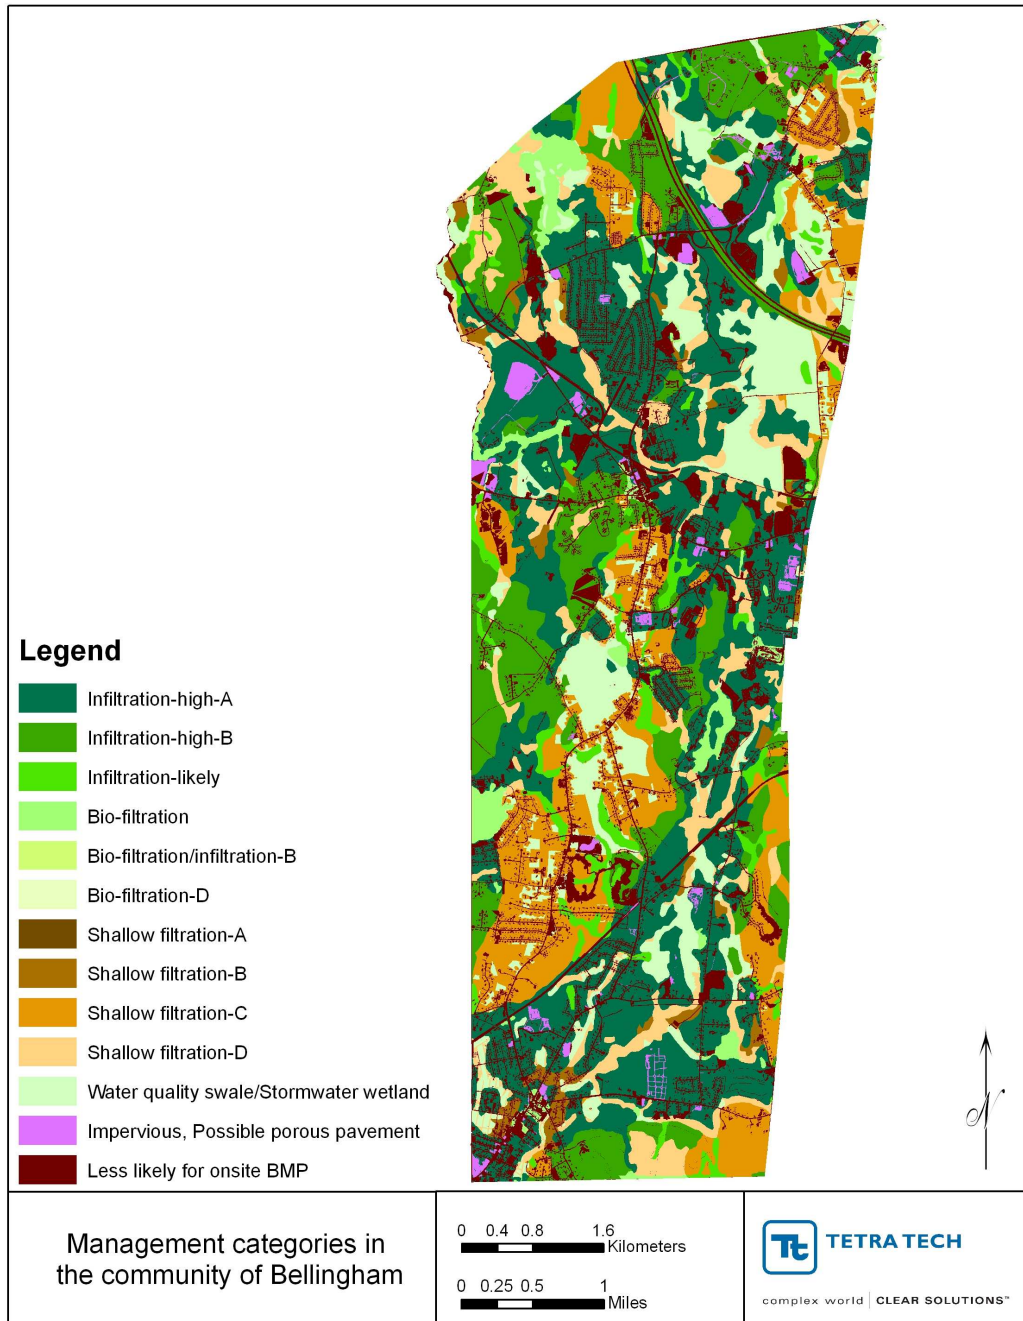 Legend
Infiltration-high-A
Infiltration-high-B
Infiltration-likely
Bio-filtration
Bio-filtration/infiltration-B
Bio-filtration-D
Shallow filtration-A
Shallow filtration-B
Shallow filtration-C
Shallow filtration-D
Water quality swale/Stormwater wetland
Impervious, Possible porous pavement
Less likely for onsite BMP
N
Management categories in
the community of Bellingham
0 0.4 0.8 1.6
Kilometers
0 0.25 0.5 1
Miles
Tt TETRA TECH
complex world | CLEAR SOLUTIONS™